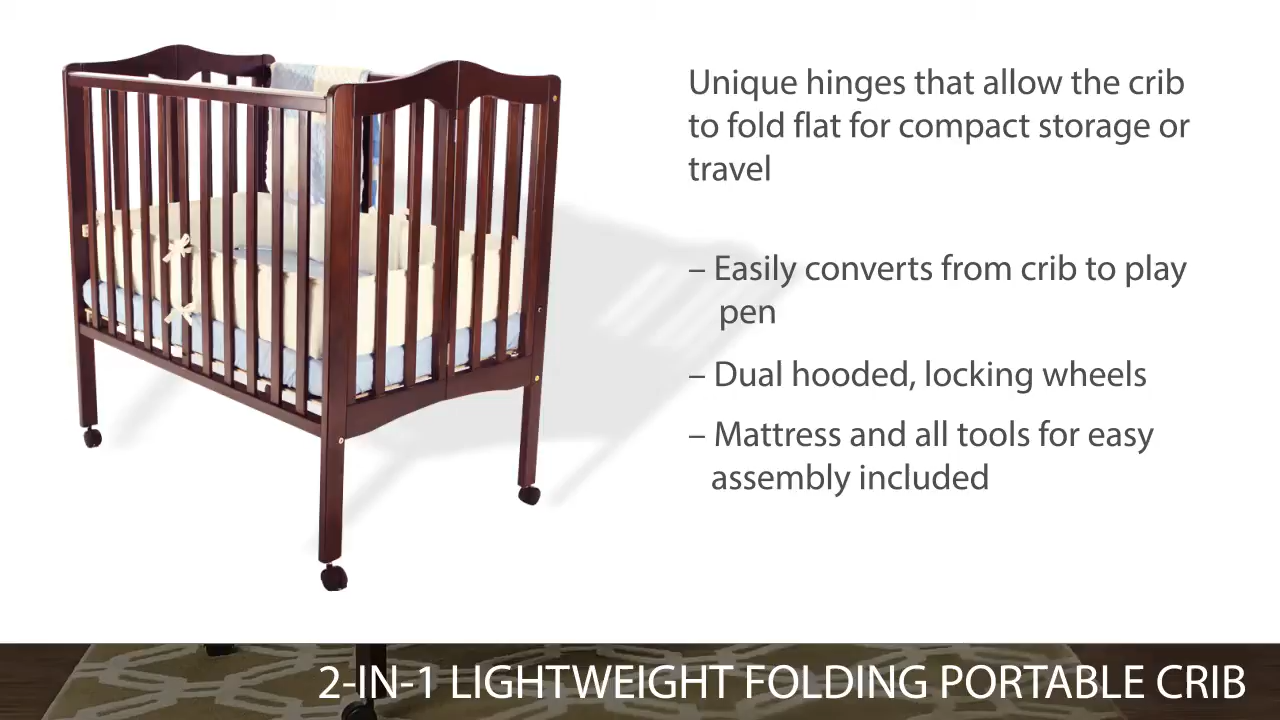 Unique hinges that allow the crib
to fold flat for compact storage or
travel
– Easily converts from crib to play
pen
– Dual hooded, locking wheels
– Mattress and all tools for easy
assembly included
2-IN-1 LIGHTWEIGHT FOLDING PORTABLE CRIB